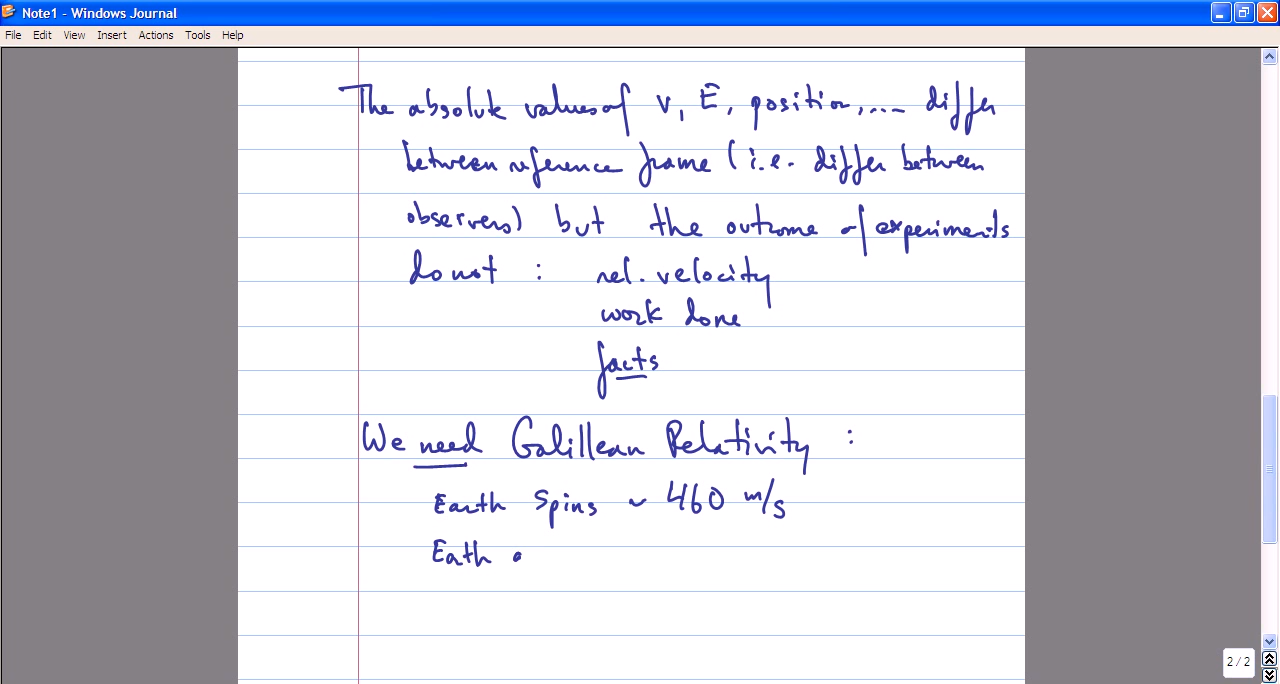 Note1 - Windows Journal
File Edit View Insert Actions Tools Help
The absolute values of v, E, position, ... differ
between reference frame (i.e. differ between
observers) but the outcome of experiments
do not : rel. velocity
work done
facts
We need Galillean Relativity :
Earth spins ~ 460 m/s
Eath
2 / 2